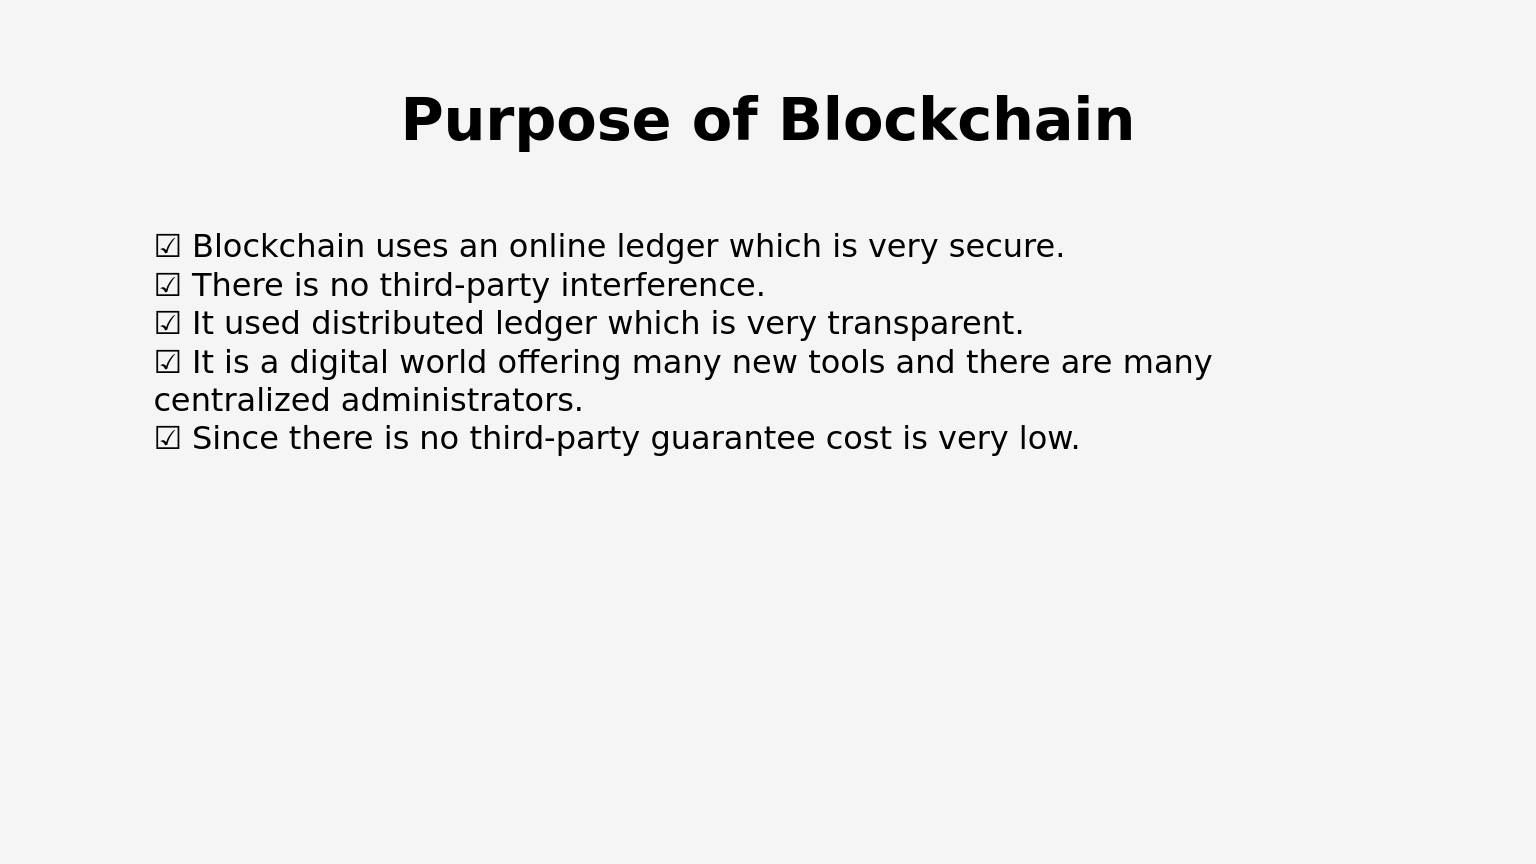 Purpose of Blockchain
☑ Blockchain uses an online ledger which is very secure.
☑ There is no third-party interference.
☑ It used distributed ledger which is very transparent.
☑ It is a digital world offering many new tools and there are many
centralized administrators.
☑ Since there is no third-party guarantee cost is very low.